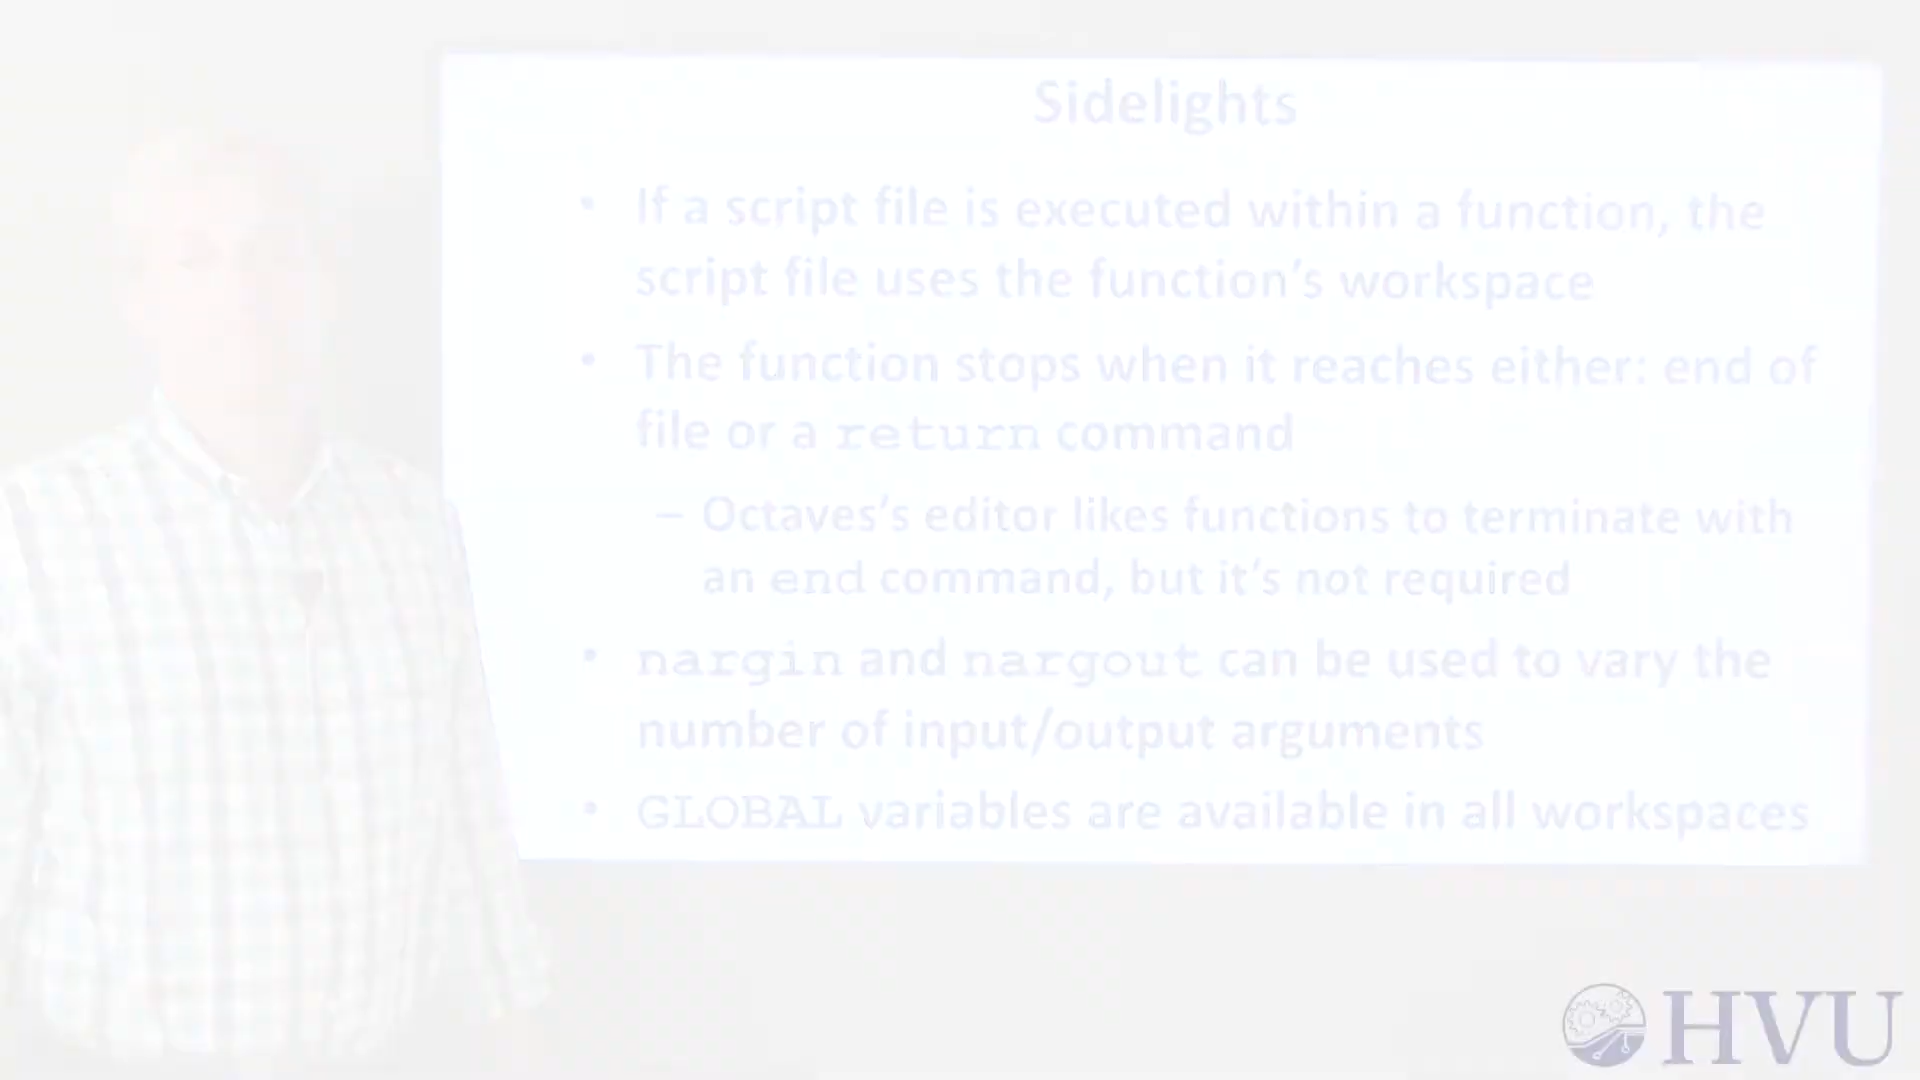 Sidelights
• If a script file is executed within a function, the
script file uses the function's workspace
• The function stops when it reaches either: end of
file or a return command
– Octaves's editor likes functions to terminate with
an end command, but it's not required
• nargin and nargout can be used to vary the
number of input/output arguments
• GLOBAL variables are available in all workspaces
HVU